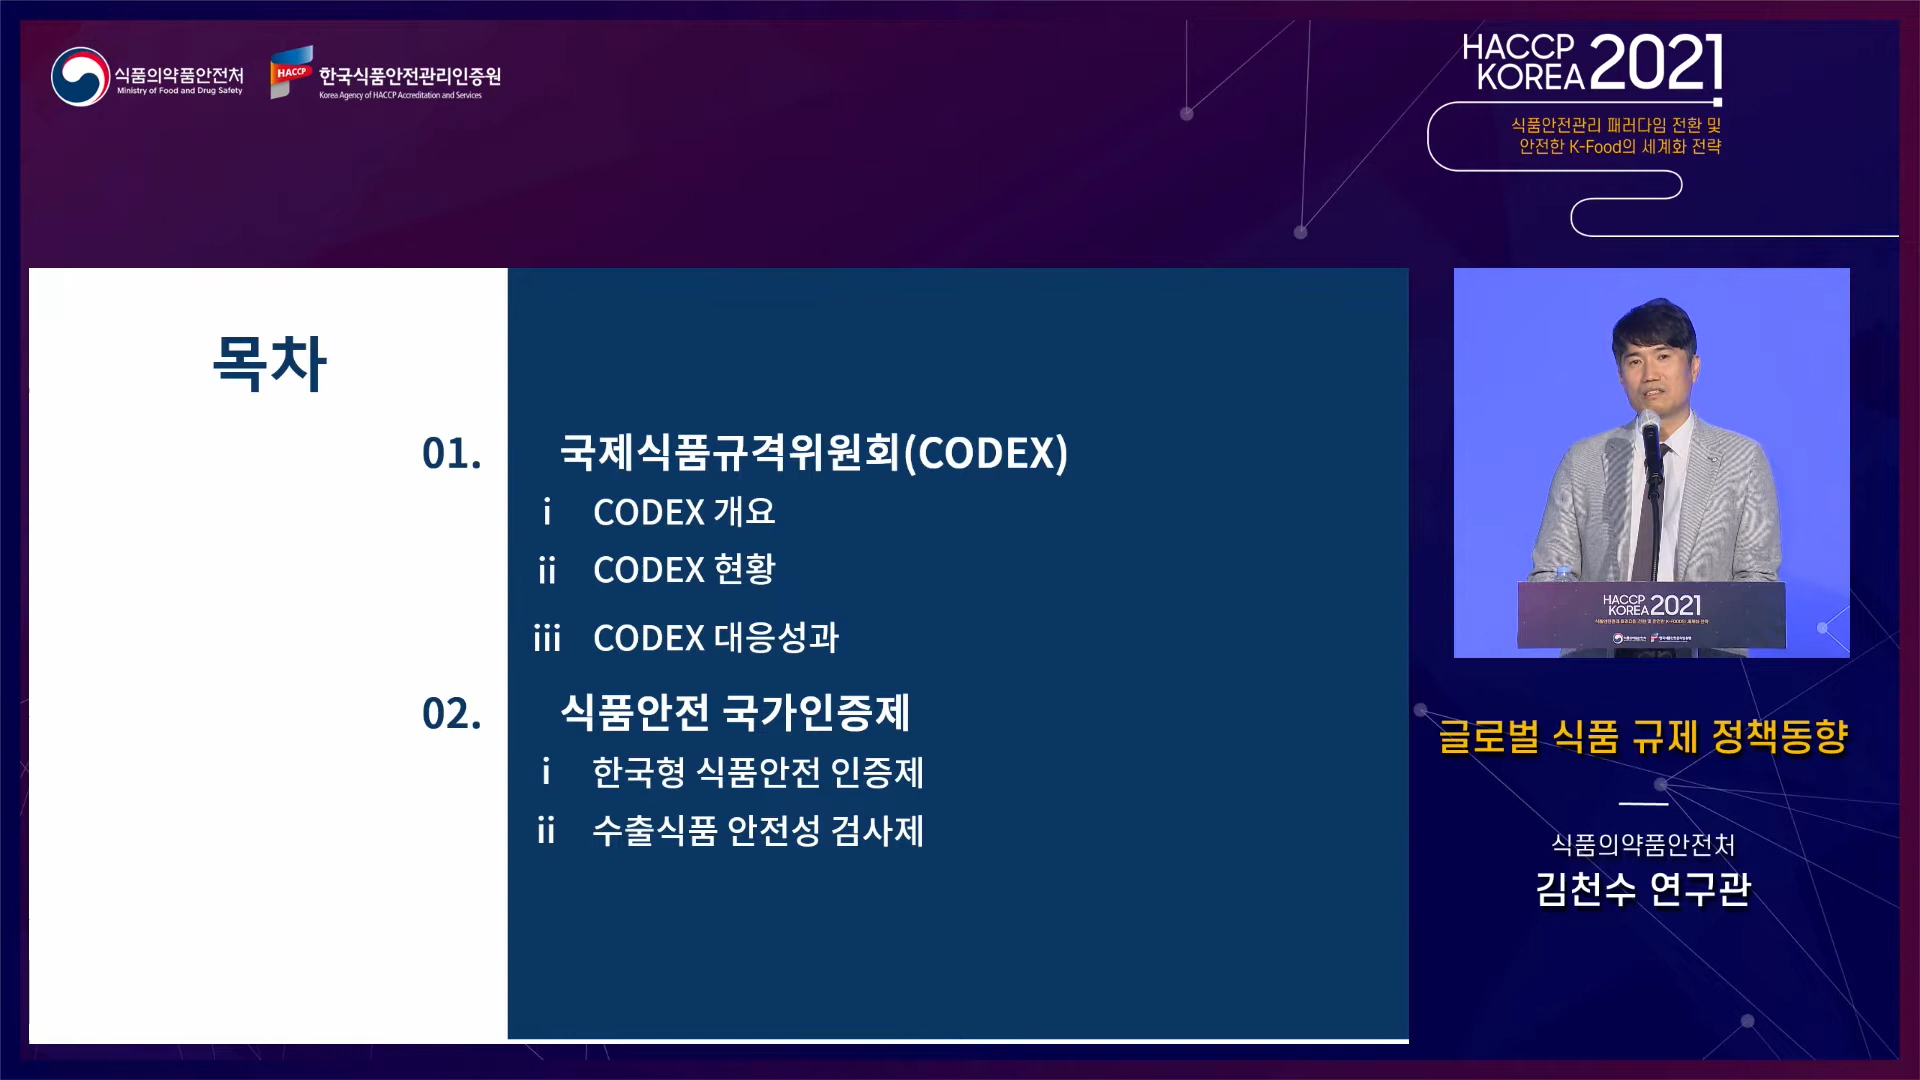 식품의약품안전처
Ministry of Food and Drug Safety
HACCP
한국식품안전관리인증원
Korea Agency of HACCP Accreditation and Services
HACCP
KOREA 2021
식품안전관리 패러다임 전환 및
안전한 K-Food의 세계화 전략
목차
01. 국제식품규격위원회(CODEX)
i CODEX 개요
ii CODEX 현황
iii CODEX 대응성과
02. 식품안전 국가인증제
i 한국형 식품안전 인증제
ii 수출식품 안전성 검사제
HACCP
KOREA 2021
글로벌 식품 규제 정책동향
식품의약품안전처
김천수 연구관